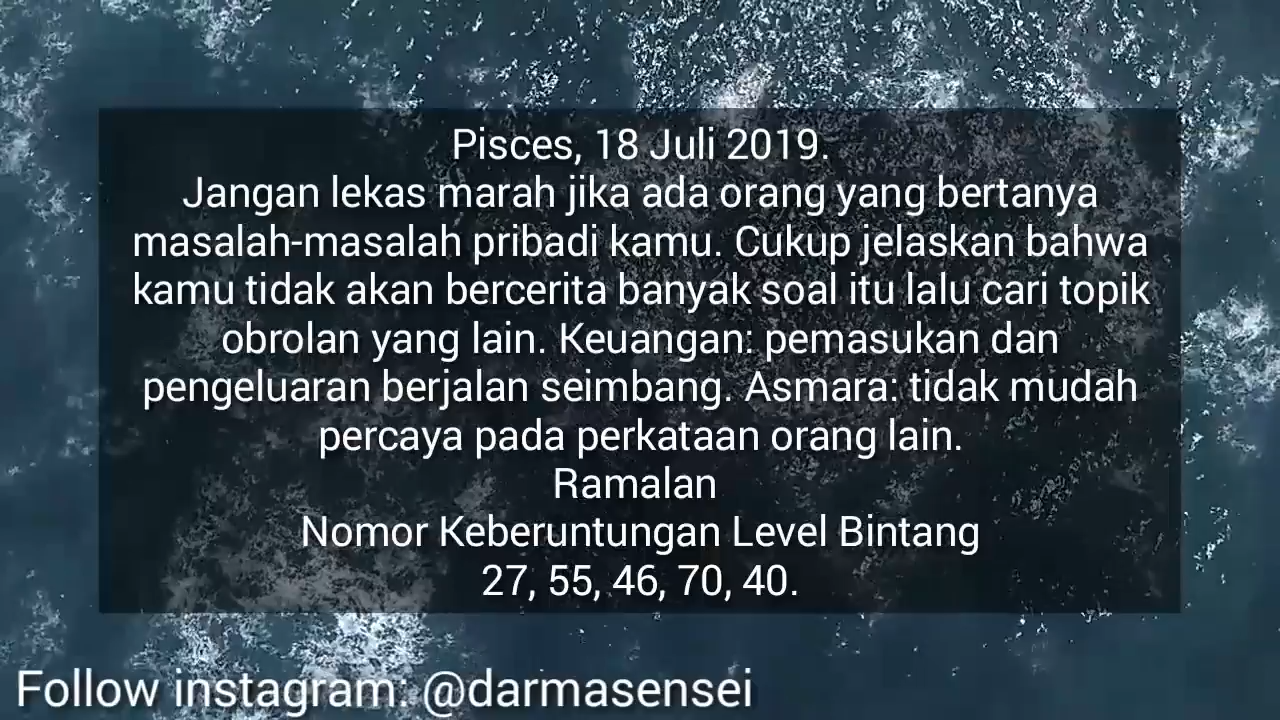 Pisces, 18 Juli 2019.
Jangan lekas marah jika ada orang yang bertanya
masalah-masalah pribadi kamu. Cukup jelaskan bahwa
kamu tidak akan bercerita banyak soal itu lalu cari topik
obrolan yang lain. Keuangan: pemasukan dan
pengeluaran berjalan seimbang. Asmara: tidak mudah
percaya pada perkataan orang lain.
Ramalan
Nomor Keberuntungan Level Bintang
27, 55, 46, 70, 40.
Follow instagram: @darmasensei